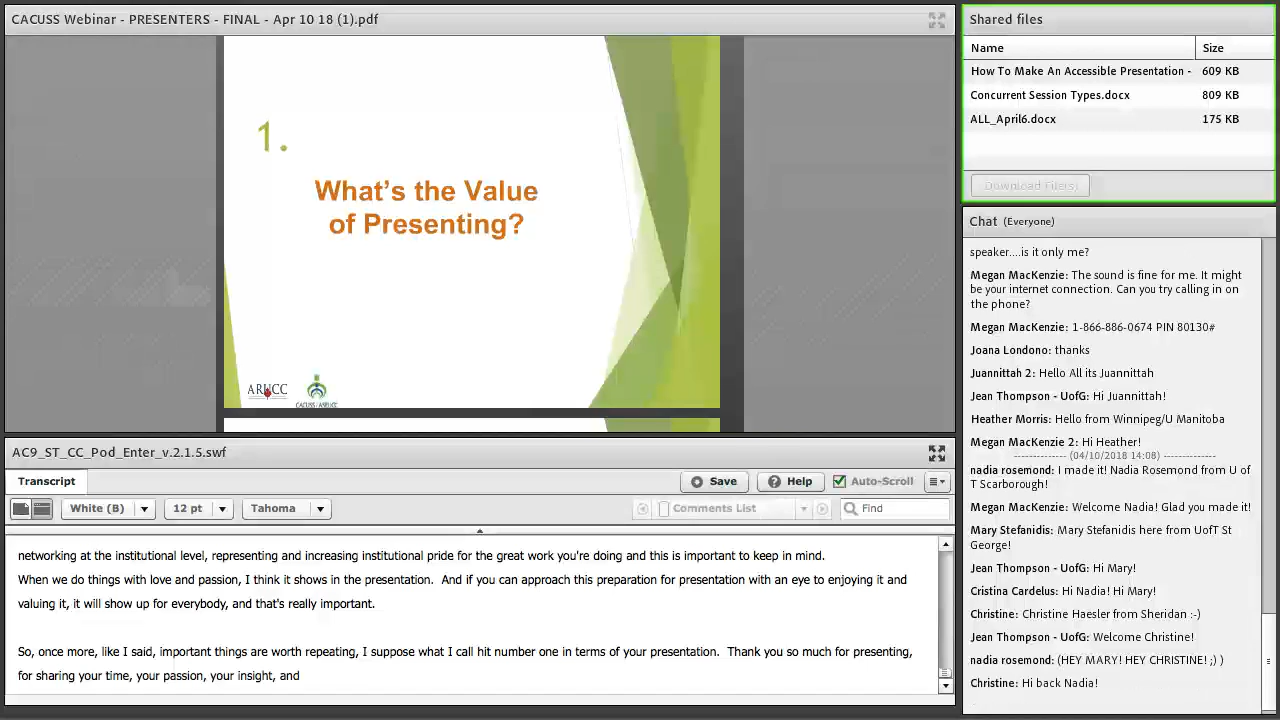 CACUSS Webinar - PRESENTERS - FINAL - Apr 10 18 (1).pdf
1.
What's the Value
of Presenting?
ARUCC
CACUSS / ASEUCC
AC9_ST_CC_Pod_Enter_v.2.1.5.swf
Transcript
Save
Help
Auto-Scroll
White (B)
12 pt
Tahoma
Comments List
Find
networking at the institutional level, representing and increasing institutional pride for the great work you're doing and this is important to keep in mind.
When we do things with love and passion, I think it shows in the presentation.  And if you can approach this preparation for presentation with an eye to enjoying it and
valuing it, it will show up for everybody, and that's really important.
So, once more, like I said, important things are worth repeating, I suppose what I call hit number one in terms of your presentation.  Thank you so much for presenting,
for sharing your time, your passion, your insight, and
Shared files
Name Size
How To Make An Accessible Presentation - 609 KB
Concurrent Session Types.docx 809 KB
ALL_April6.docx 175 KB
Download File(s)
Chat (Everyone)
speaker....is it only me?
Megan MacKenzie: The sound is fine for me. It might
be your internet connection. Can you try calling in on
the phone?
Megan MacKenzie: 1-866-886-0674 PIN 80130#
Joana Londono: thanks
Juannittah 2: Hello All its Juannittah
Jean Thompson - UofG: Hi Juannittah!
Heather Morris: Hello from Winnipeg/U Manitoba
Megan MacKenzie 2: Hi Heather!
-------------- (04/10/2018 14:08) --------------
nadia rosemond: I made it! Nadia Rosemond from U of
T Scarborough!
Megan MacKenzie: Welcome Nadia! Glad you made it!
Mary Stefanidis: Mary Stefanidis here from UofT St
George!
Jean Thompson - UofG: Hi Mary!
Cristina Cardelus: Hi Nadia! Hi Mary!
Christine: Christine Haesler from Sheridan :-)
Jean Thompson - UofG: Welcome Christine!
nadia rosemond: (HEY MARY! HEY CHRISTINE! ;) )
Christine: Hi back Nadia!